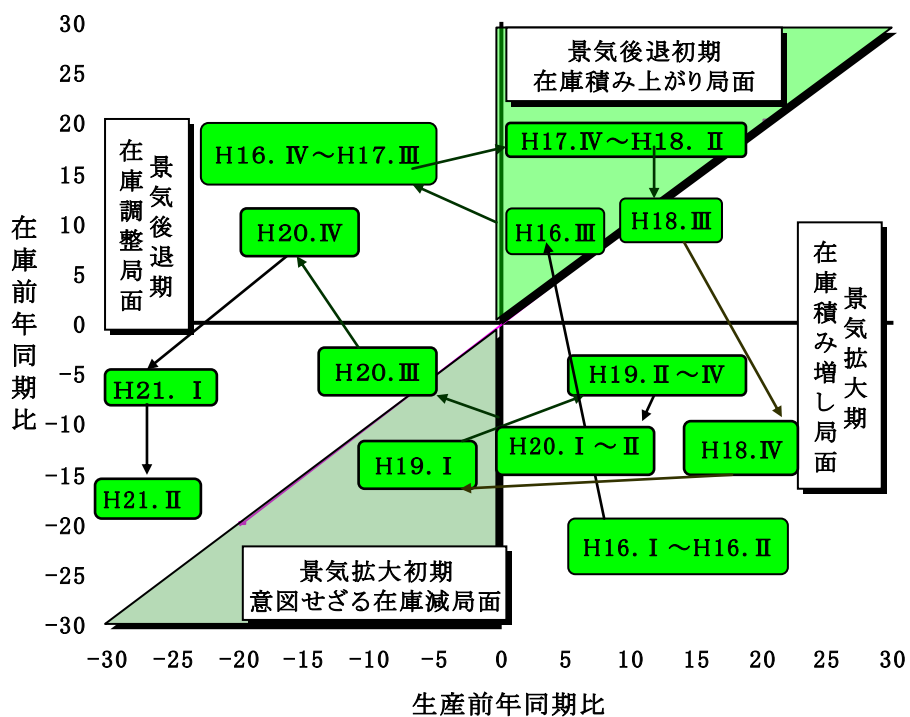 30
25
20
15
10
5
0
-5
-10
-15
-20
-25
-30
在庫前年同期比
景気後退期
在庫調整局面
景気後退初期
在庫積み上がり局面
H16.Ⅳ～H17.Ⅲ
H17.Ⅳ～H18.Ⅱ
H20.Ⅳ
H16.Ⅲ
H18.Ⅲ
景気拡大期
在庫積み増し局面
H21.Ⅰ
H20.Ⅲ
H19.Ⅱ～Ⅳ
H19.Ⅰ
H20.Ⅰ～Ⅱ
H18.Ⅳ
H21.Ⅱ
H16.Ⅰ～H16.Ⅱ
景気拡大初期
意図せざる在庫減局面
-30 -25 -20 -15 -10 -5 0 5 10 15 20 25 30
生産前年同期比